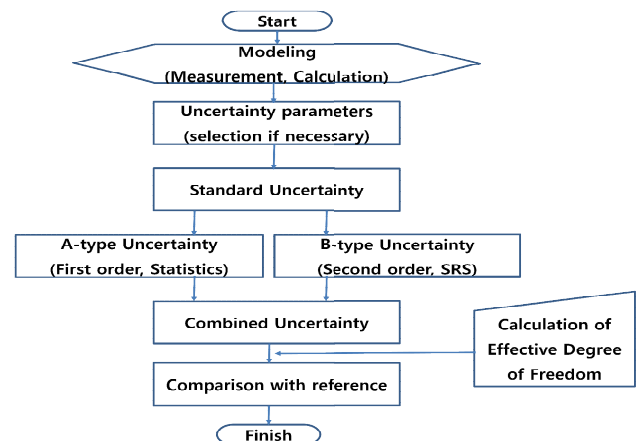 Start
Modeling
(Measurement, Calculation)
Uncertainty parameters
(selection if necessary)
Standard Uncertainty
A-type Uncertainty
(First order, Statistics)
B-type Uncertainty
(Second order, SRS)
Combined Uncertainty
Calculation of
Effective Degree
of Freedom
Comparison with reference
Finish